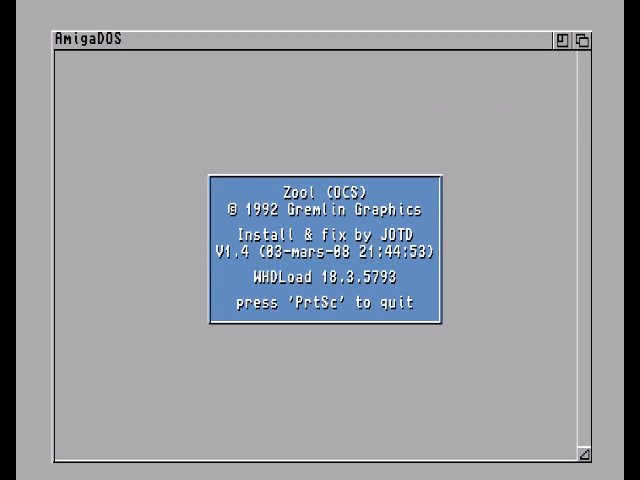 AmigaDOS
Zool (OCS)
© 1992 Gremlin Graphics
Install & fix by JOTD
V1.4 (03-mars-08 21:44:53)
WHDLoad 18.3.5793
press 'PrtSc' to quit